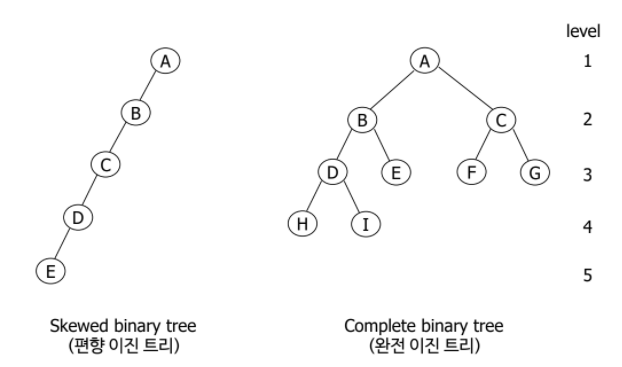 level
A
A
1
B
B
C
2
C
D
E
F
G
3
D
H
I
4
E
5
Skewed binary tree
(편향 이진 트리)
Complete binary tree
(완전 이진 트리)